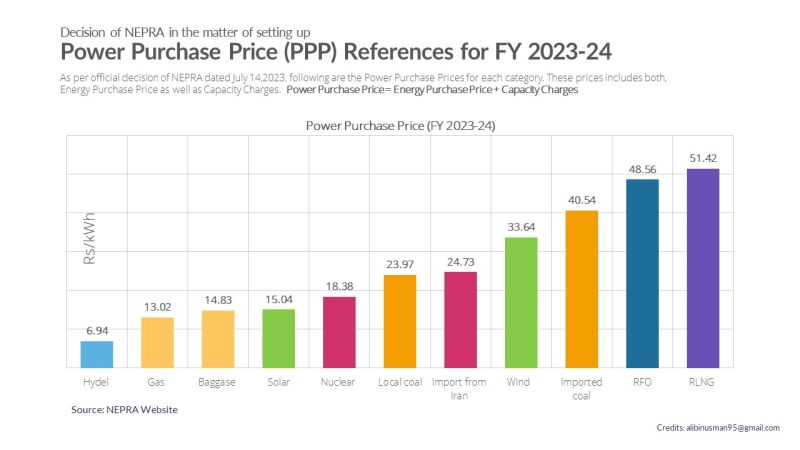 Decision of NEPRA in the matter of setting up
Power Purchase Price (PPP) References for FY 2023-24
As per official decision of NEPRA dated July 14,2023, following are the Power Purchase Prices for each category. These prices includes both,
Energy Purchase Price as well as Capacity Charges. Power Purchase Price = Energy Purchase Price + Capacity Charges
Power Purchase Price (FY 2023-24)
Rs/kWh
6.94
13.02
14.83
15.04
18.38
23.97
24.73
33.64
40.54
48.56
51.42
Hydel
Gas
Baggase
Solar
Nuclear
Local coal
Import from
Iran
Wind
Imported
coal
RFO
RLNG
Source: NEPRA Website
Credits: alibinusman95@gmail.com